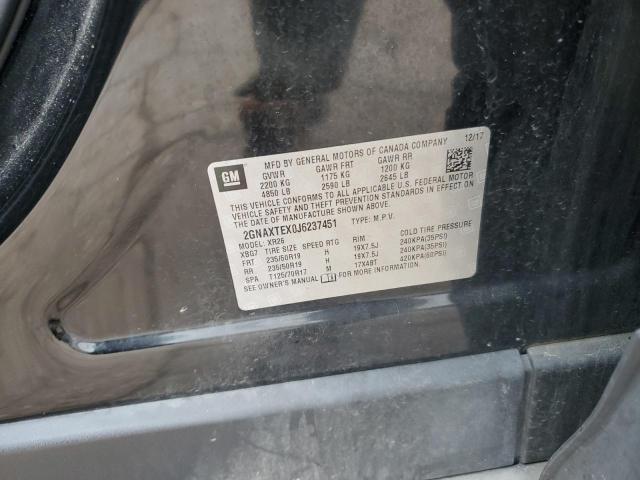 GM
MFD BY GENERAL MOTORS OF CANADA COMPANY 12/17
GVWR GAWR FRT GAWR RR
2200 KG 1175 KG 1200 KG
4850 LB 2590 LB 2645 LB
THIS VEHICLE CONFORMS TO ALL APPLICABLE U.S. FEDERAL MOTOR
VEHICLE SAFETY AND THEFT PREVENTION STANDARDS IN EFFECT ON
THE DATE OF MANUFACTURE SHOWN ABOVE.
2GNAXTEX0J6237451 TYPE: M.P.V.
MODEL: XR26
XBG7 TIRE SIZE SPEED RTG RIM COLD TIRE PRESSURE
FRT 235/50R19 H 19X7.5J 240KPA(35PSI)
RR 235/50R19 H 19X7.5J 240KPA(35PSI)
SPA T125/70R17 M 17X4BT 420KPA(60PSI)
SEE OWNER'S MANUAL FOR MORE INFORMATION.